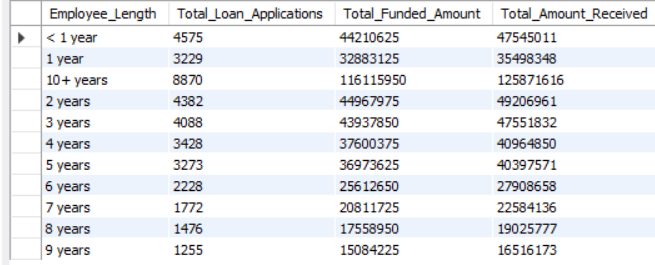 Employee_Length Total_Loan_Applications Total_Funded_Amount Total_Amount_Received
< 1 year 4575 44210625 47545011
1 year 3229 32883125 35498348
10+ years 8870 116115950 125871616
2 years 4382 44967975 49206961
3 years 4088 43937850 47551832
4 years 3428 37600375 40964850
5 years 3273 36973625 40397571
6 years 2228 25612650 27908658
7 years 1772 20811725 22584136
8 years 1476 17558950 19025777
9 years 1255 15084225 16516173